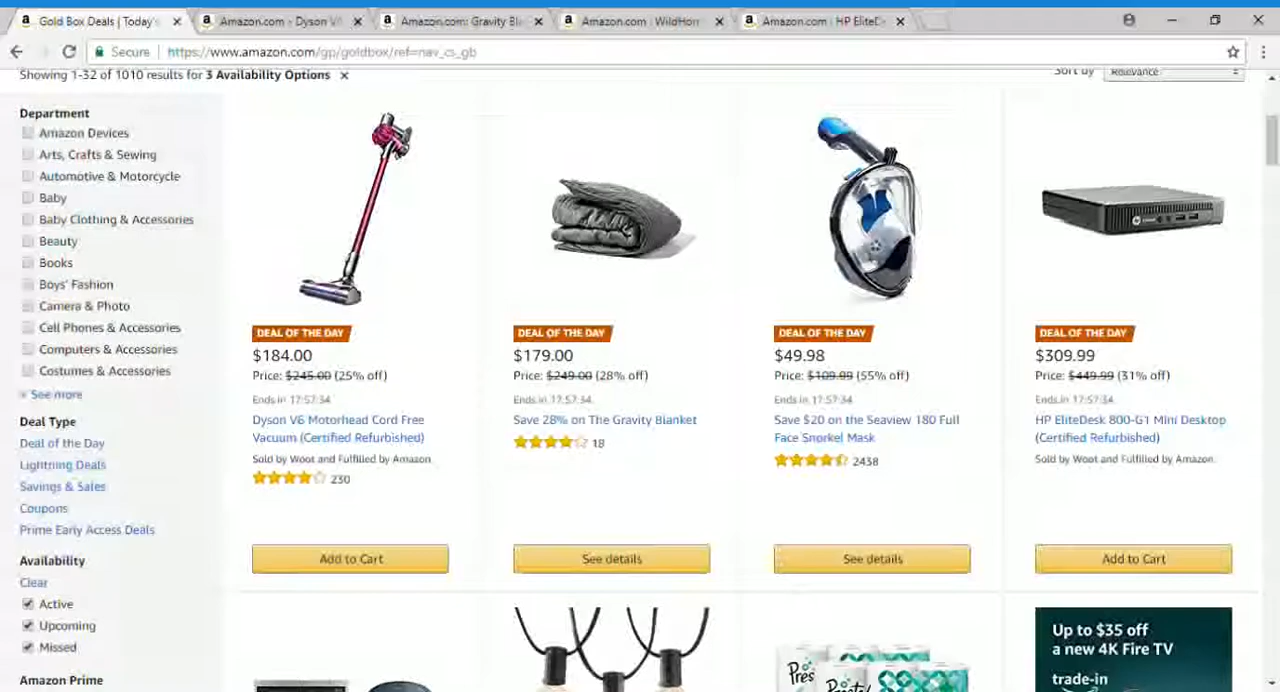 Gold Box Deals | Today's
Amazon.com - Dyson V
Amazon.com: Gravity Bl
Amazon.com: WildHorn
Amazon.com: HP EliteD
Secure
https://www.amazon.com/gp/goldbox/ref=nav_cs_gb
Showing 1-32 of 1010 results for 3 Availability Options
Sort by
Relevance
Department
Amazon Devices
Arts, Crafts & Sewing
Automotive & Motorcycle
Baby
Baby Clothing & Accessories
Beauty
Books
Boys' Fashion
Camera & Photo
Cell Phones & Accessories
Computers & Accessories
Costumes & Accessories
See more
Deal Type
Deal of the Day
Lightning Deals
Savings & Sales
Coupons
Prime Early Access Deals
Availability
Clear
Active
Upcoming
Missed
Amazon Prime
DEAL OF THE DAY
$184.00
Price: $245.00 (25% off)
Ends in 17:57:34
Dyson V6 Motorhead Cord Free
Vacuum (Certified Refurbished)
Sold by Woot and Fulfilled by Amazon.
230
Add to Cart
DEAL OF THE DAY
$179.00
Price: $249.00 (28% off)
Ends in 17:57:34
Save 28% on The Gravity Blanket
18
See details
DEAL OF THE DAY
$49.98
Price: $109.99 (55% off)
Ends in 17:57:34
Save $20 on the Seaview 180 Full
Face Snorkel Mask
2438
See details
DEAL OF THE DAY
$309.99
Price: $449.99 (31% off)
Ends in 17:57:34
HP EliteDesk 800-G1 Mini Desktop
(Certified Refurbished)
Sold by Woot and Fulfilled by Amazon.
Add to Cart
Up to $35 off
a new 4K Fire TV
trade-in